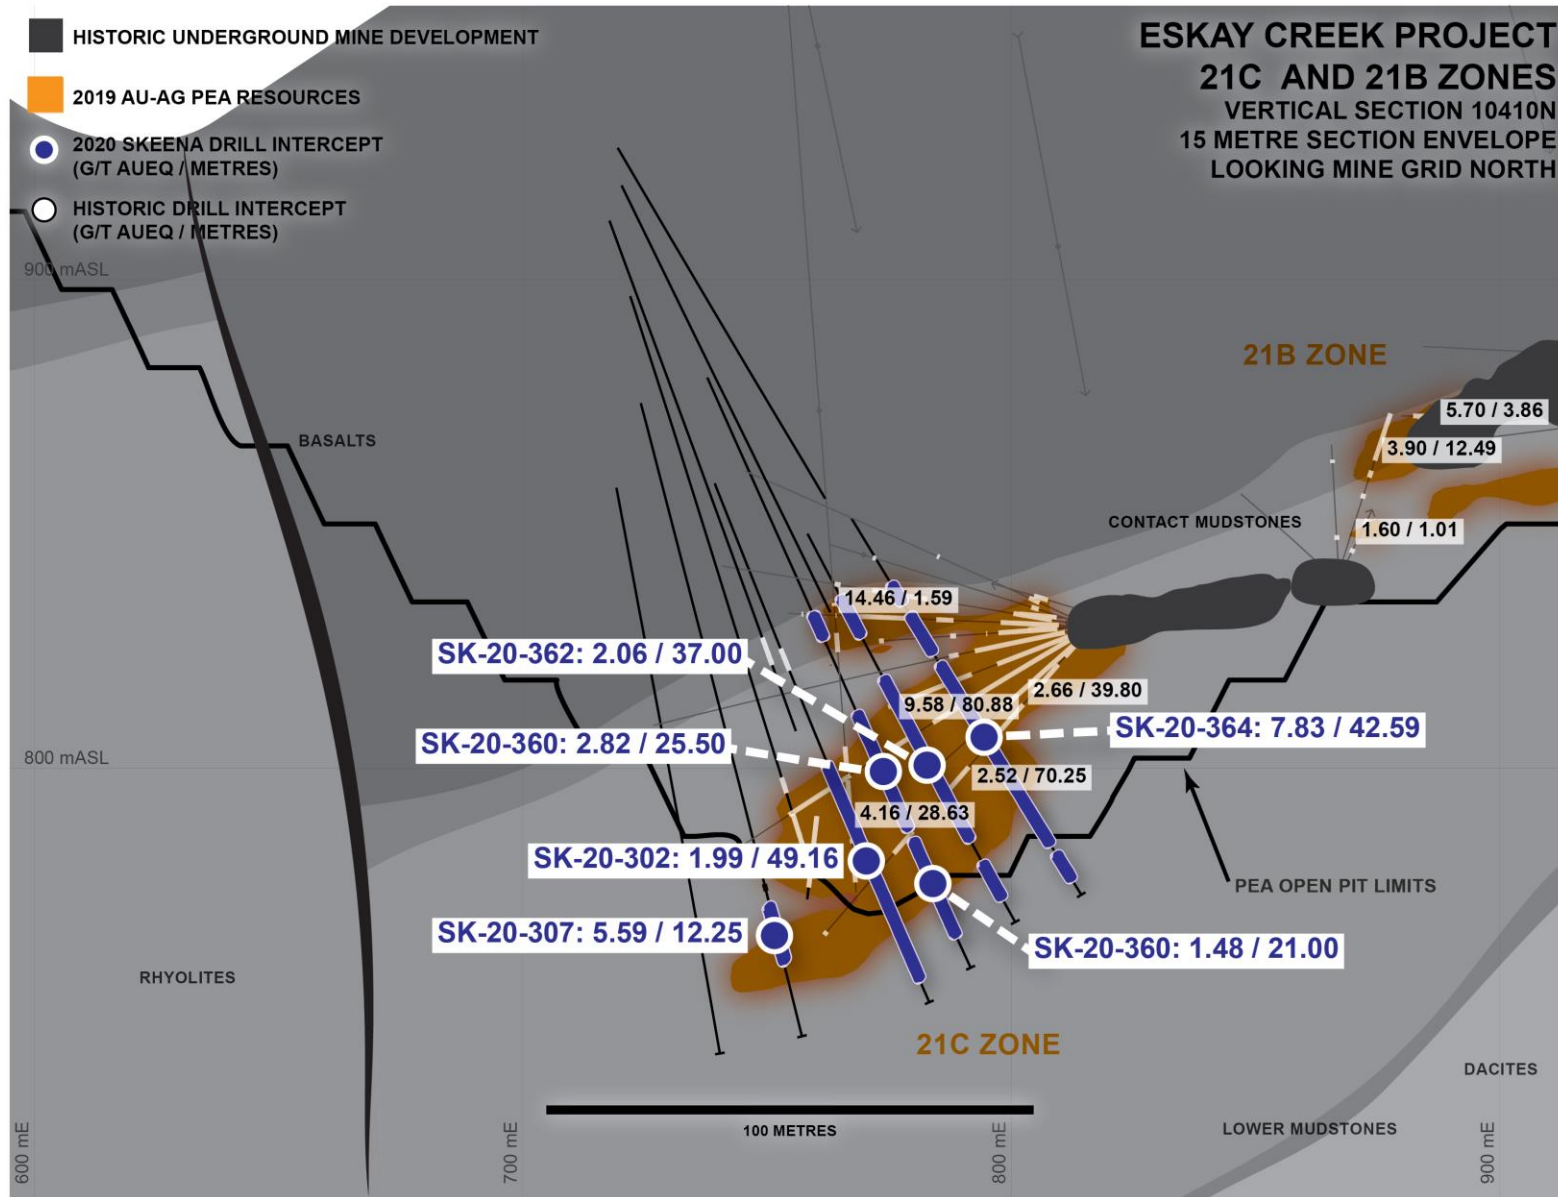 HISTORIC UNDERGROUND MINE DEVELOPMENT
2019 AU-AG PEA RESOURCES
2020 SKEENA DRILL INTERCEPT
(G/T AUEQ / METRES)
HISTORIC DRILL INTERCEPT
(G/T AUEQ / METRES)
ESKAY CREEK PROJECT
21C AND 21B ZONES
VERTICAL SECTION 10410N
15 METRE SECTION ENVELOPE
LOOKING MINE GRID NORTH
900 mASL
21B ZONE
5.70 / 3.86
BASALTS
3.90 / 12.49
CONTACT MUDSTONES
1.60 / 1.01
14.46 / 1.59
SK-20-362: 2.06 / 37.00
2.66 / 39.80
9.58 / 80.88
SK-20-364: 7.83 / 42.59
SK-20-360: 2.82 / 25.50
800 mASL
2.52 / 70.25
4.16 / 28.63
SK-20-302: 1.99 / 49.16
PEA OPEN PIT LIMITS
SK-20-307: 5.59 / 12.25
SK-20-360: 1.48 / 21.00
RHYOLITES
21C ZONE
DACITES
100 METRES
LOWER MUDSTONES
600 mE
700 mE
800 mE
900 mE